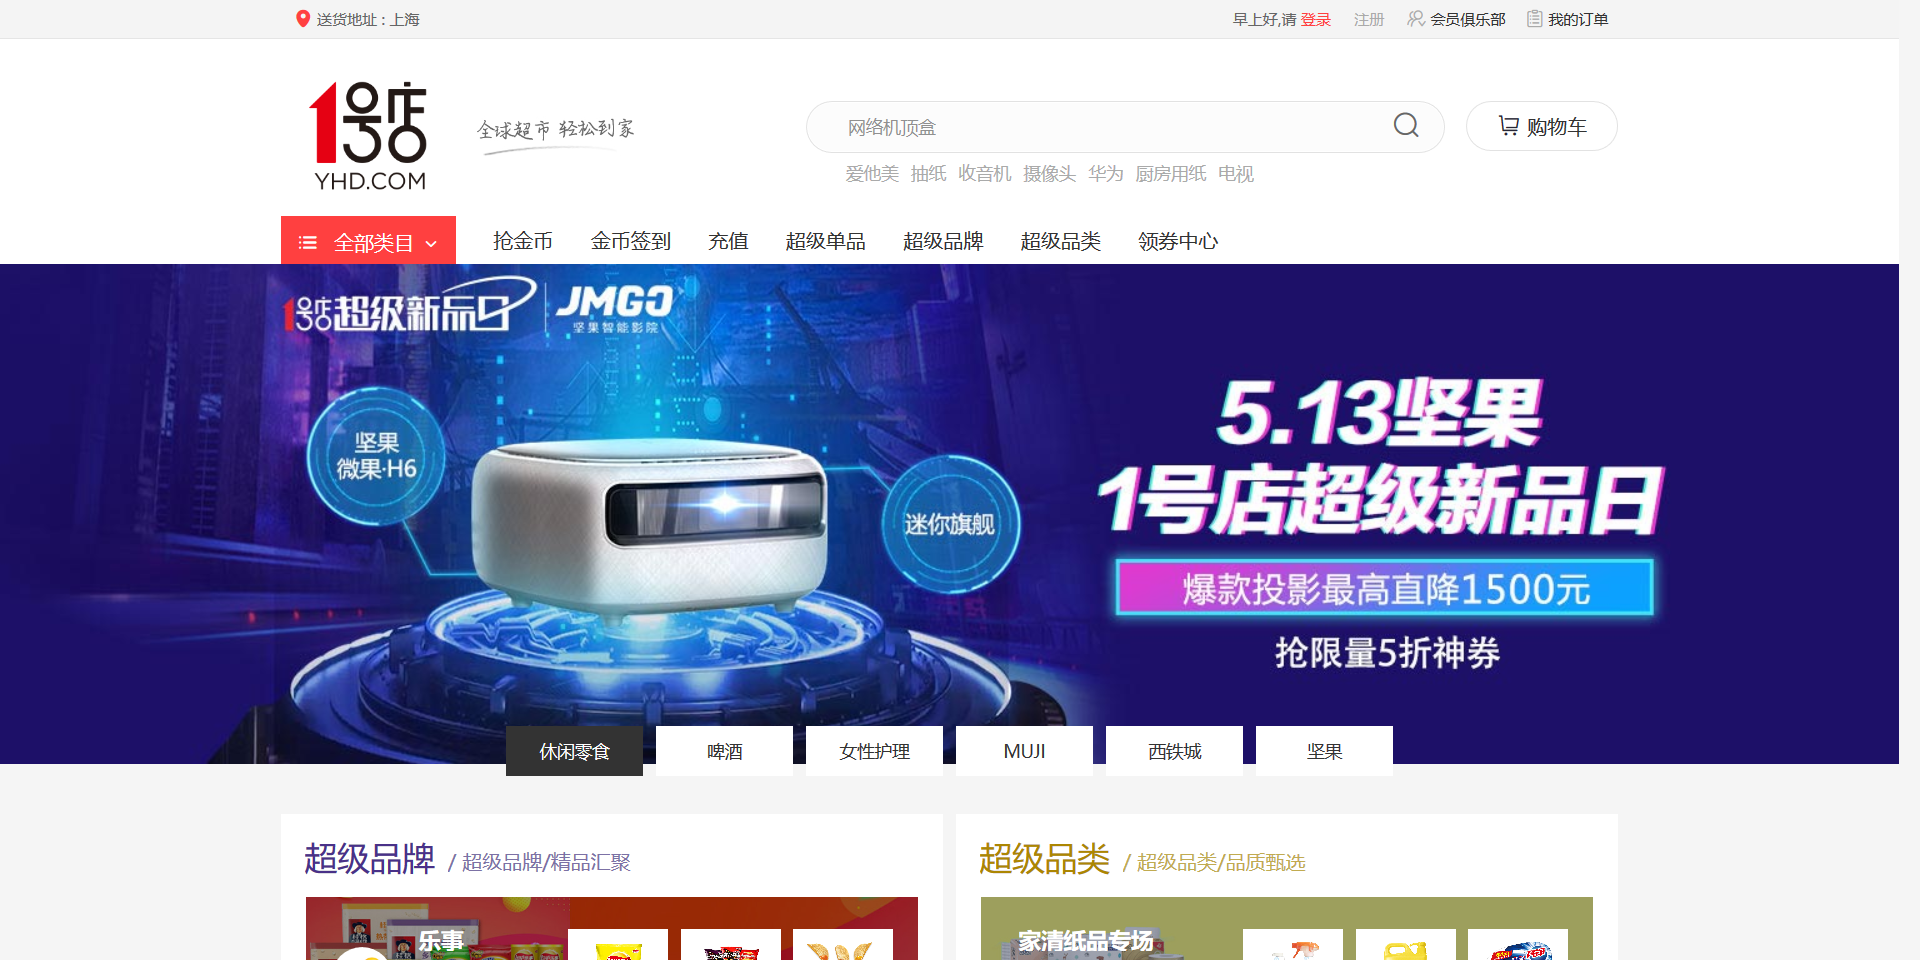 送货地址 : 上海
早上好,请 登录 注册 会员俱乐部 我的订单
1号店
YHD.COM
全球超市 轻松到家
网络机顶盒
购物车
爱他美 抽纸 收音机 摄像头 华为 厨房用纸 电视
全部类目 抢金币 金币签到 充值 超级单品 超级品牌 超级品类 领券中心
1号店超级新品日 JMGO
坚果智能影院
坚果
微果·H6
迷你旗舰
5.13坚果
1号店超级新品日
爆款投影最高直降1500元
抢限量5折神券
休闲零食 啤酒 女性护理 MUJI 西铁城 坚果
超级品牌 / 超级品牌/精品汇聚
超级品类 / 超级品类/品质甄选
乐事
家清纸品专场